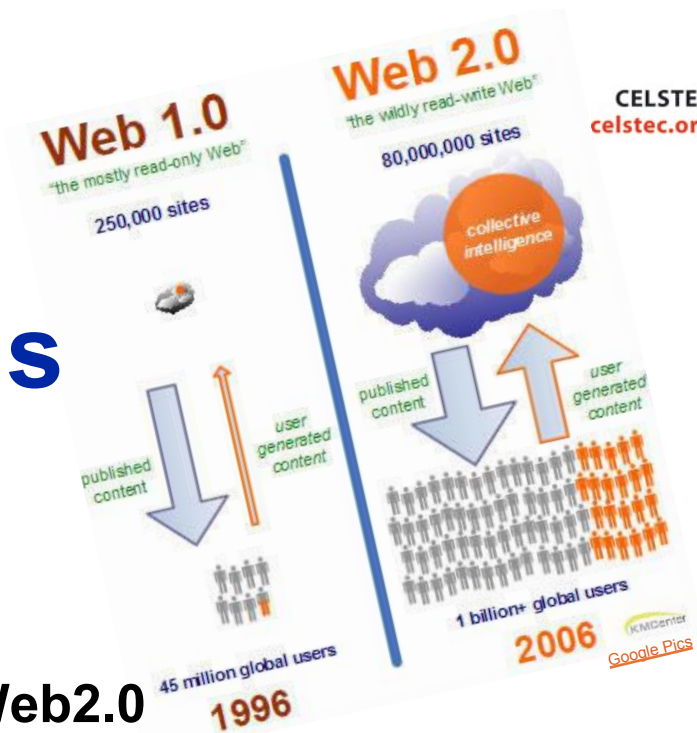 Web 1.0
"the mostly read-only Web"
250,000 sites
published
content
user
generated
content
45 million global users
1996
Web 2.0
"the wildly read-write Web"
80,000,000 sites
collective
intelligence
published
content
user
generated
content
1 billion+ global users
2006
KMCenter
Google Pics
CELSTE
celstec.or
s
Web2.0